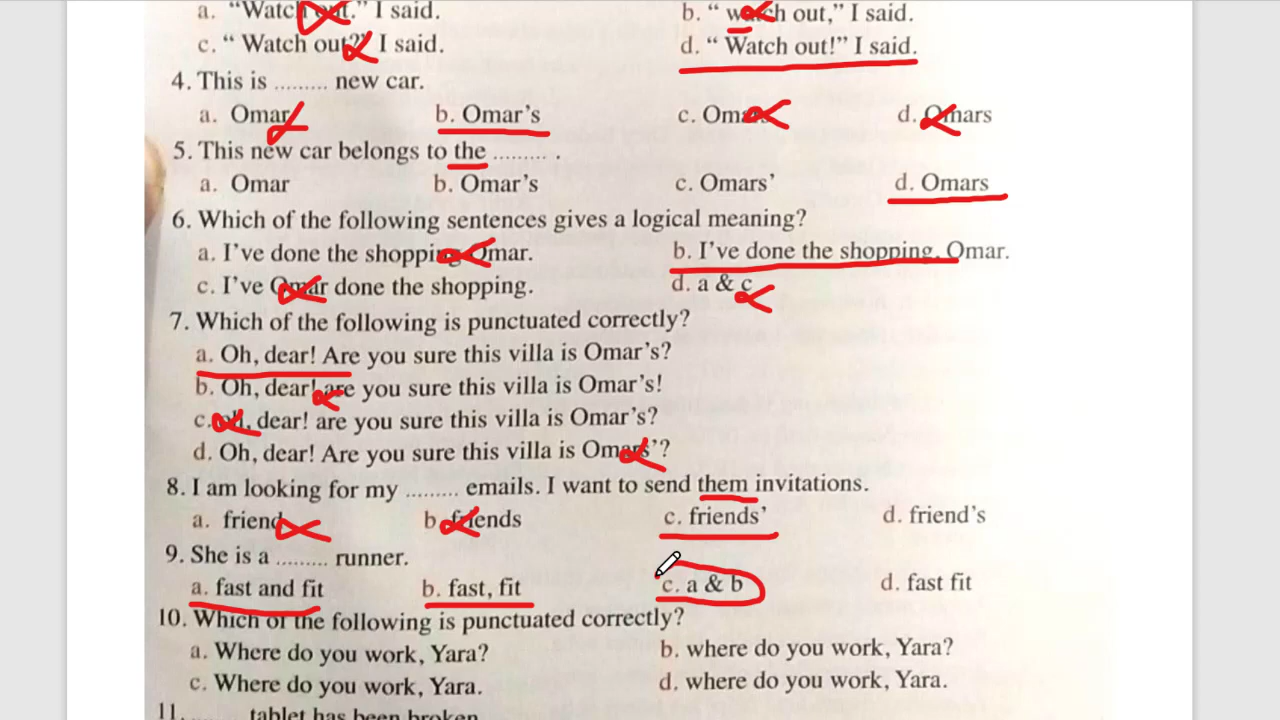 a. “Watch out.” I said. b. “ watch out,” I said.
c. “ Watch out?” I said. d. “ Watch out!” I said.
4. This is ......... new car.
a. Omar b. Omar’s c. Omars’ d. Omars
5. This new car belongs to the ......... .
a. Omar b. Omar’s c. Omars’ d. Omars
6. Which of the following sentences gives a logical meaning?
a. I’ve done the shopping Omar. b. I’ve done the shopping, Omar.
c. I’ve Omar done the shopping. d. a & c
7. Which of the following is punctuated correctly?
a. Oh, dear! Are you sure this villa is Omar’s?
b. Oh, dear! are you sure this villa is Omar’s!
c. oh, dear! are you sure this villa is Omar’s?
d. Oh, dear! Are you sure this villa is Omars’?
8. I am looking for my ......... emails. I want to send them invitations.
a. friend b. friends c. friends’ d. friend’s
9. She is a ......... runner.
a. fast and fit b. fast, fit c. a & b d. fast fit
10. Which of the following is punctuated correctly?
a. Where do you work, Yara? b. where do you work, Yara?
c. Where do you work, Yara. d. where do you work, Yara.
11. ......... tablet has been broken